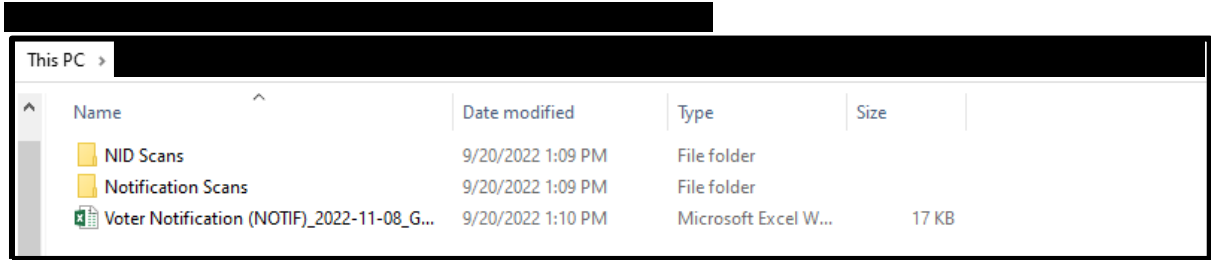 This PC >
Name Date modified Type Size
NID Scans 9/20/2022 1:09 PM File folder
Notification Scans 9/20/2022 1:09 PM File folder
Voter Notification (NOTIF)_2022-11-08_G... 9/20/2022 1:10 PM Microsoft Excel W... 17 KB